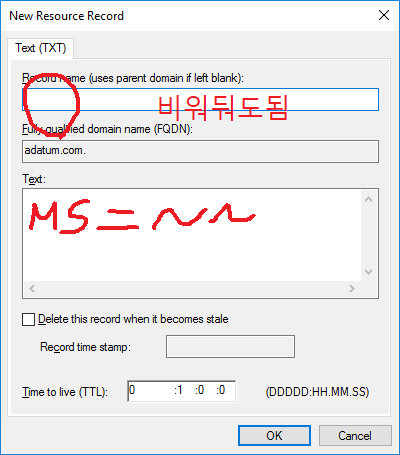 New Resource Record
Text (TXT)
Record name (uses parent domain if left blank):
비워둬도됨
Fully qualified domain name (FQDN):
adatum.com.
Text:
MS=~~
Delete this record when it becomes stale
Record time stamp:
Time to live (TTL): 0 :1 :0 :0 (DDDDD:HH.MM.SS)
OK Cancel